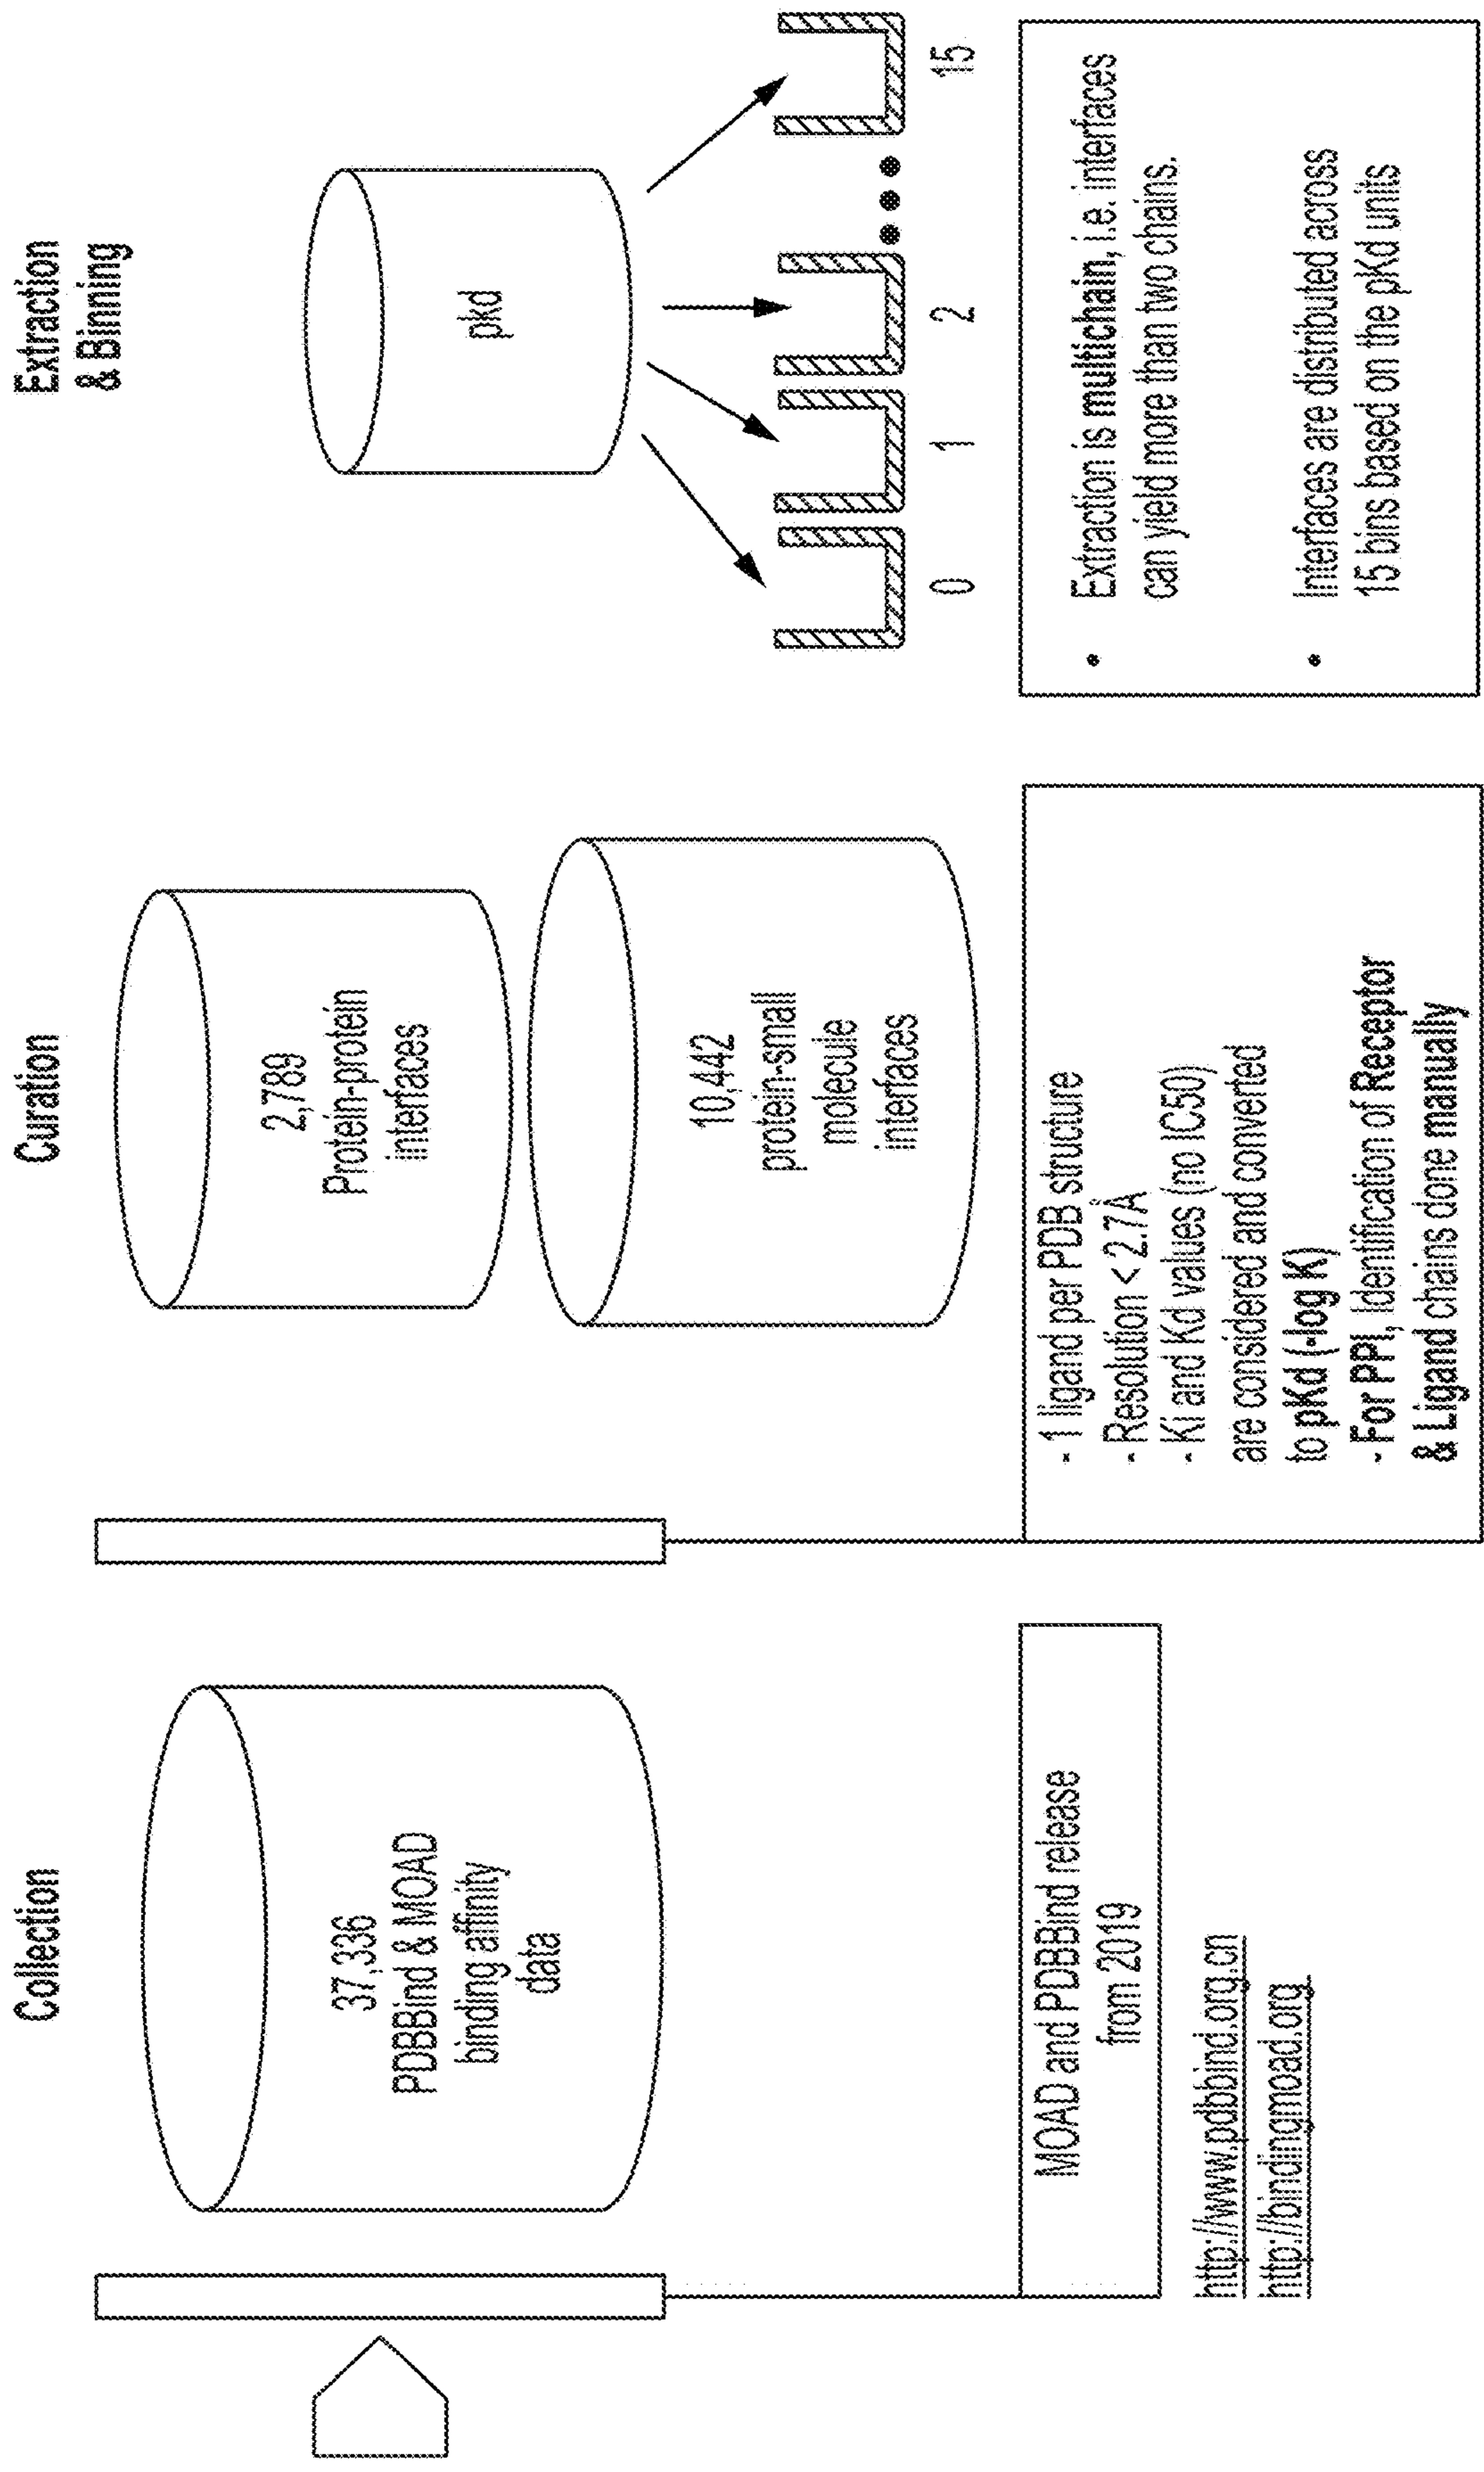 Collection
37,336
PDBBind & MOAD
binding affinity
data
MOAD and PDBBind release
from 2019
http://www.pdbbind.org.cn
http://bindingmoad.org
Curation
2,789
Protein-protein
interfaces
10,442
protein-small
molecule
interfaces
- 1 ligand per PDB structure
- Resolution < 2.7Å
- Ki and Kd values (no IC50)
are considered and converted
to pKd (-log K)
- For PPI, Identification of Receptor
& Ligand chains done manually
Extraction
& Binning
pkd
0 1 2 15
• Extraction is multichain, i.e. interfaces
can yield more than two chains.
• Interfaces are distributed across
15 bins based on the pKd units